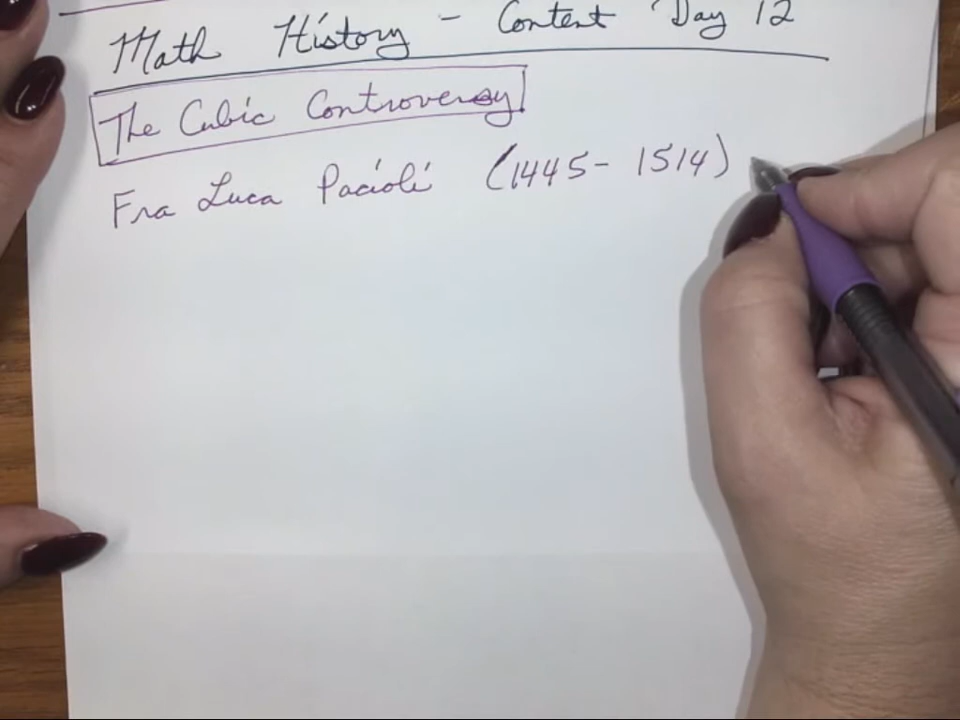 Math History - Content Day 12
The Cubic Controversy
Fra Luca Pacioli (1445- 1514)